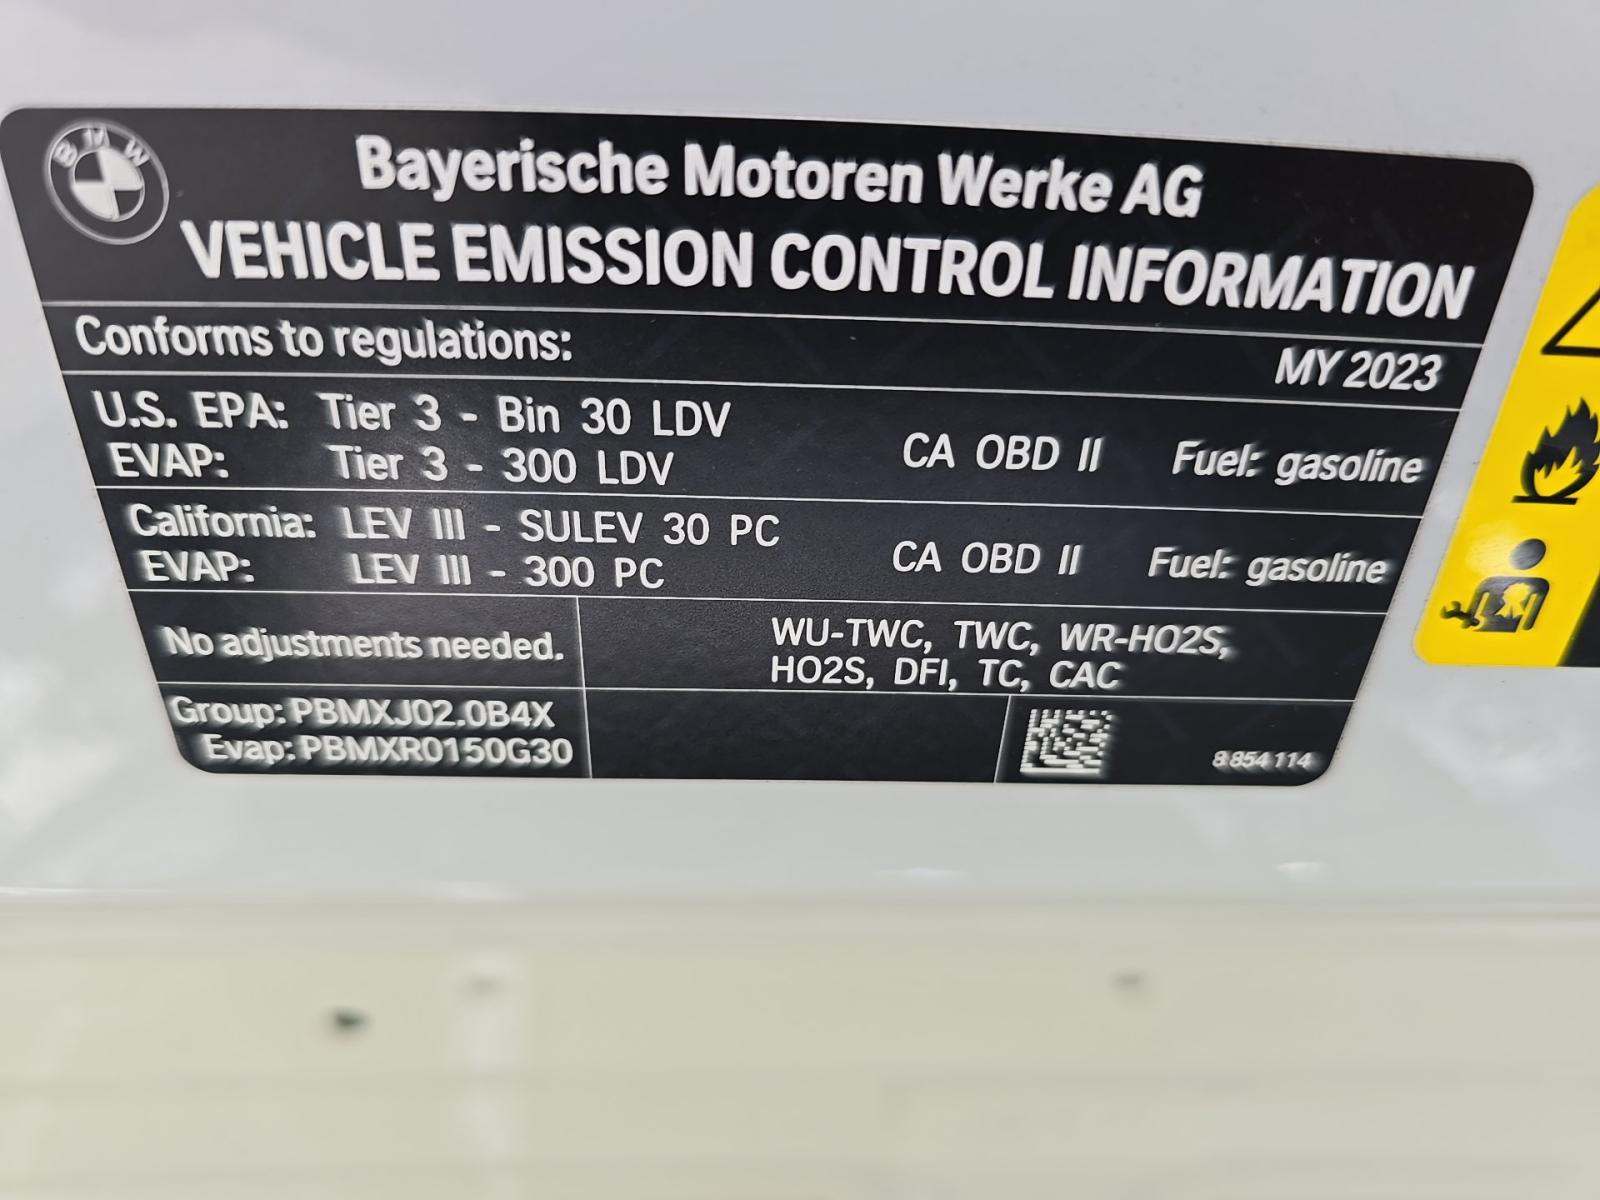 BMW
Bayerische Motoren Werke AG
VEHICLE EMISSION CONTROL INFORMATION
Conforms to regulations: MY 2023
U.S. EPA: Tier 3 - Bin 30 LDV
EVAP: Tier 3 - 300 LDV
CA OBD II Fuel: gasoline
California: LEV III - SULEV 30 PC
EVAP: LEV III - 300 PC
CA OBD II Fuel: gasoline
No adjustments needed.
WU-TWC, TWC, WR-HO2S,
HO2S, DFI, TC, CAC
Group: PBMXJ02.0B4X
Evap: PBMXR0150G30
8 854 114